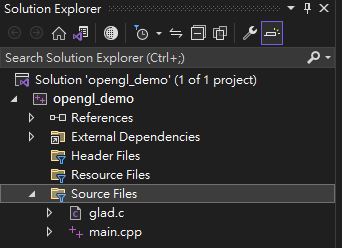 Solution Explorer
Search Solution Explorer (Ctrl+;)
Solution 'opengl_demo' (1 of 1 project)
opengl_demo
References
External Dependencies
Header Files
Resource Files
Source Files
glad.c
main.cpp